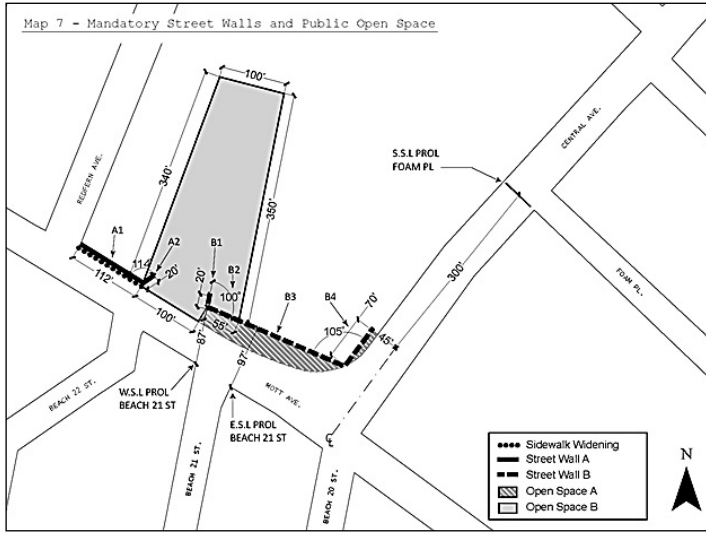 Map 7 - Mandatory Street Walls and Public Open Space
100'
340'
350'
REDFERN AVE.
CENTRAL AVE.
S.S.L PROL
FOAM PL
FOAM PL.
300'
A1
A2
114°
20'
112'
100'
B1
B2
20'
100°
55'
B3
B4
70'
105°
45'
87'
97'
W.S.L PROL
BEACH 21 ST
E.S.L PROL
BEACH 21 ST
MOTT AVE.
BEACH 22 ST.
BEACH 21 ST.
BEACH 20 ST.
CL
Sidewalk Widening
Street Wall A
Street Wall B
Open Space A
Open Space B
N